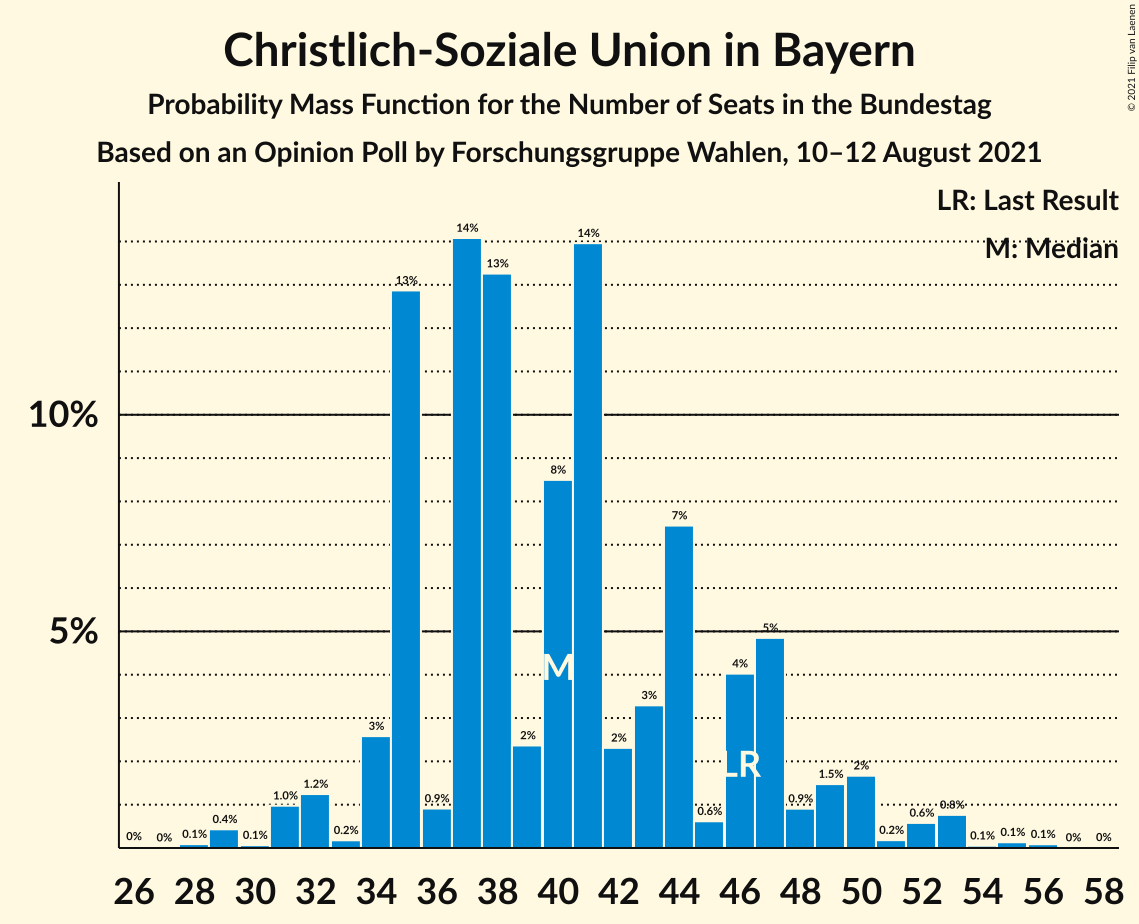 Christlich-Soziale Union in Bayern
Probability Mass Function for the Number of Seats in the Bundestag
Based on an Opinion Poll by Forschungsgruppe Wahlen, 10–12 August 2021
© 2021 Filip van Laenen
LR: Last Result
M: Median
10%
5%
0% 0% 0.1% 0.4% 0.1% 1.0% 1.2% 0.2% 3% 13% 0.9% 14% 13% 2% 8% 14% 2% 3% 7% 0.6% 4% 5% 0.9% 1.5% 2% 0.2% 0.6% 0.8% 0.1% 0.1% 0.1% 0% 0%
M
LR
26 28 30 32 34 36 38 40 42 44 46 48 50 52 54 56 58